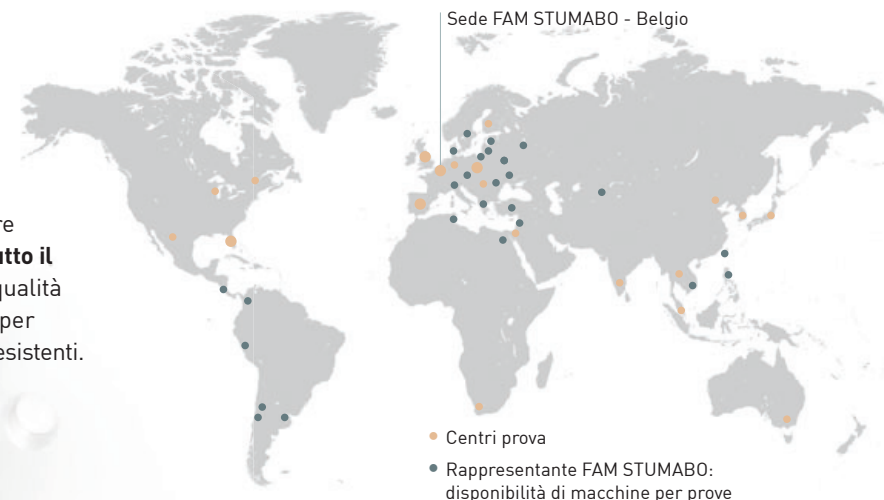 Sede FAM STUMABO - Belgio
re
utto il
qualità
per
esistenti.
Centri prova
Rappresentante FAM STUMABO:
disponibilità di macchine per prove